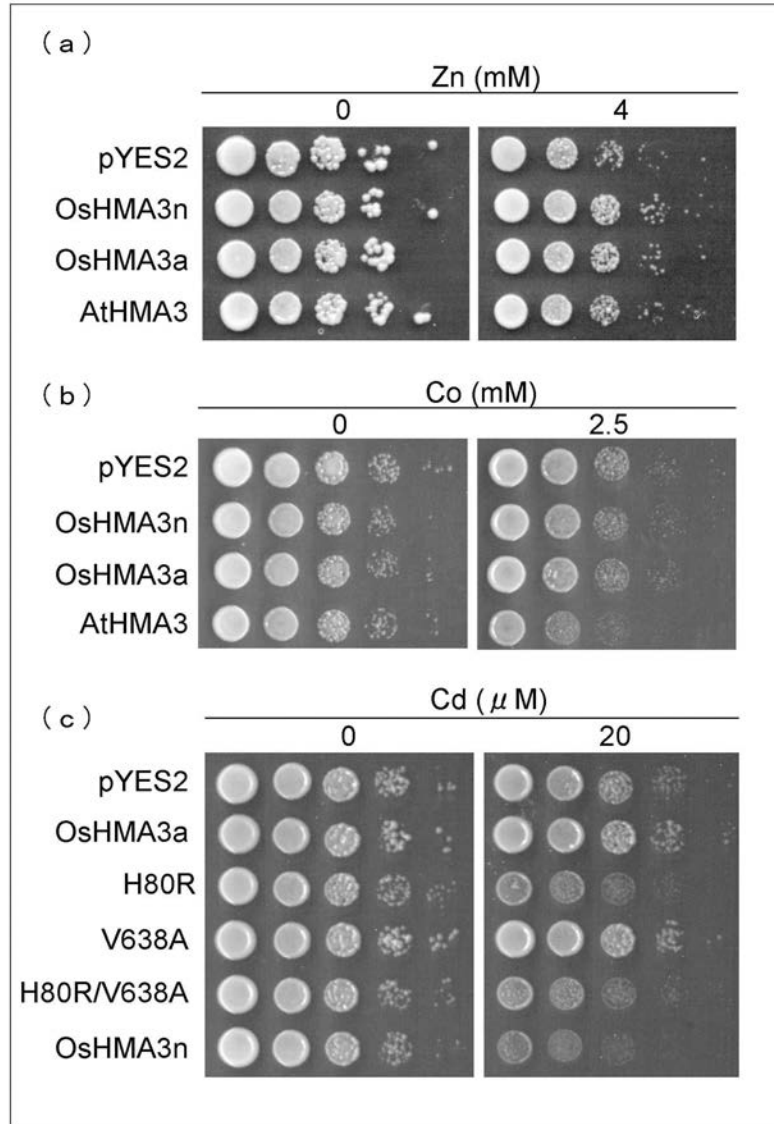 (a)
Zn (mM)
0 4
pYES2
OsHMA3n
OsHMA3a
AtHMA3
(b)
Co (mM)
0 2.5
pYES2
OsHMA3n
OsHMA3a
AtHMA3
(c)
Cd (μM)
0 20
pYES2
OsHMA3a
H80R
V638A
H80R/V638A
OsHMA3n